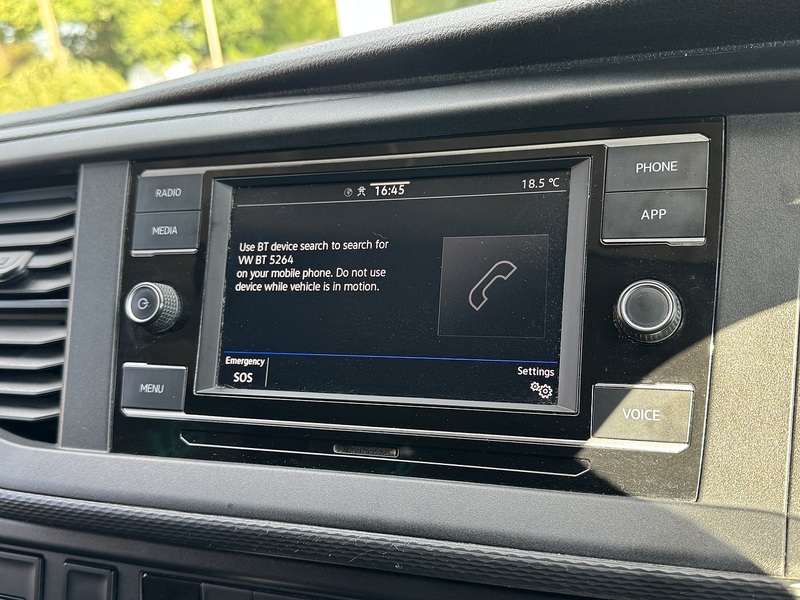 RADIO
MEDIA
MENU
16:45
18.5 °C
Use BT device search to search for
VW BT 5264
on your mobile phone. Do not use
device while vehicle is in motion.
Emergency
SOS
Settings
PHONE
APP
VOICE